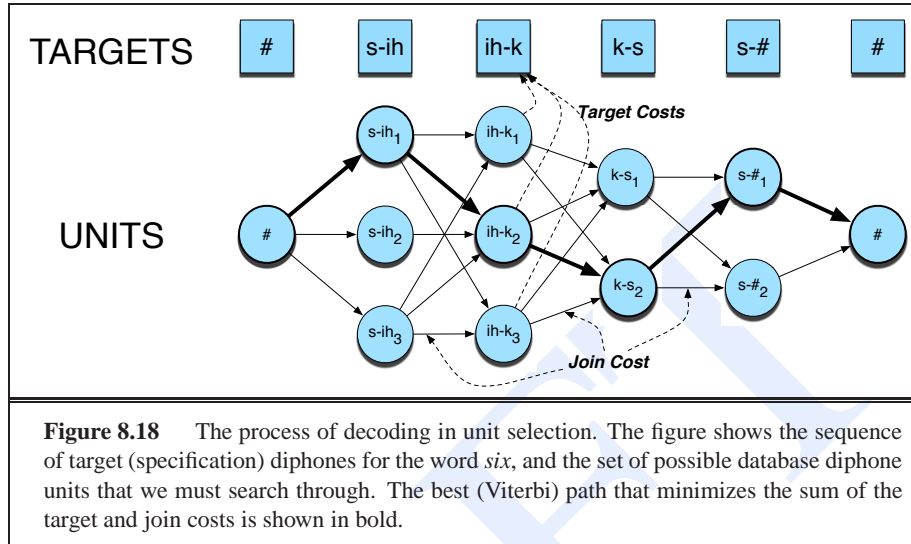 TARGETS # s-ih ih-k k-s s-# #
Target Costs
s-ih1 ih-k1
k-s1 s-#1
UNITS # s-ih2 ih-k2 #
k-s2 s-#2
s-ih3 ih-k3
Join Cost
Figure 8.18 The process of decoding in unit selection. The figure shows the sequence
of target (specification) diphones for the word six, and the set of possible database diphone
units that we must search through. The best (Viterbi) path that minimizes the sum of the
target and join costs is shown in bold.